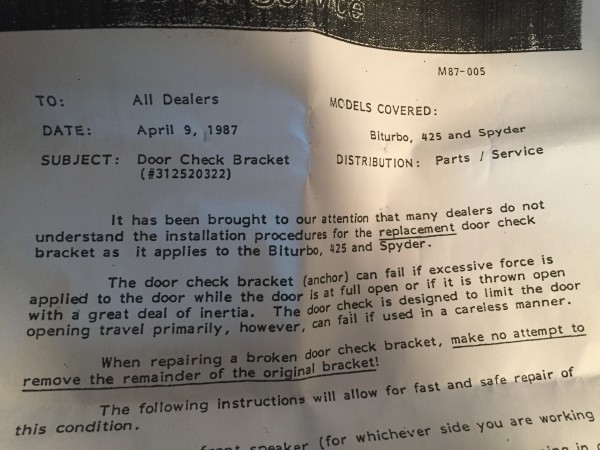 Service
M87-005
TO: All Dealers
MODELS COVERED:
DATE: April 9, 1987
Biturbo, 425 and Spyder
SUBJECT: Door Check Bracket
(#312520322)
DISTRIBUTION: Parts / Service
It has been brought to our attention that many dealers do not
understand the installation procedures for the replacement door check
bracket as it applies to the Biturbo, 425 and Spyder.
The door check bracket (anchor) can fail if excessive force is
applied to the door while the door is at full open or if it is thrown open
with a great deal of inertia. The door check is designed to limit the door
opening travel primarily, however, can fail if used in a careless manner.
When repairing a broken door check bracket, make no attempt to
remove the remainder of the original bracket!
The following instructions will allow for fast and safe repair of
this condition.
front speaker (for whichever side you are working